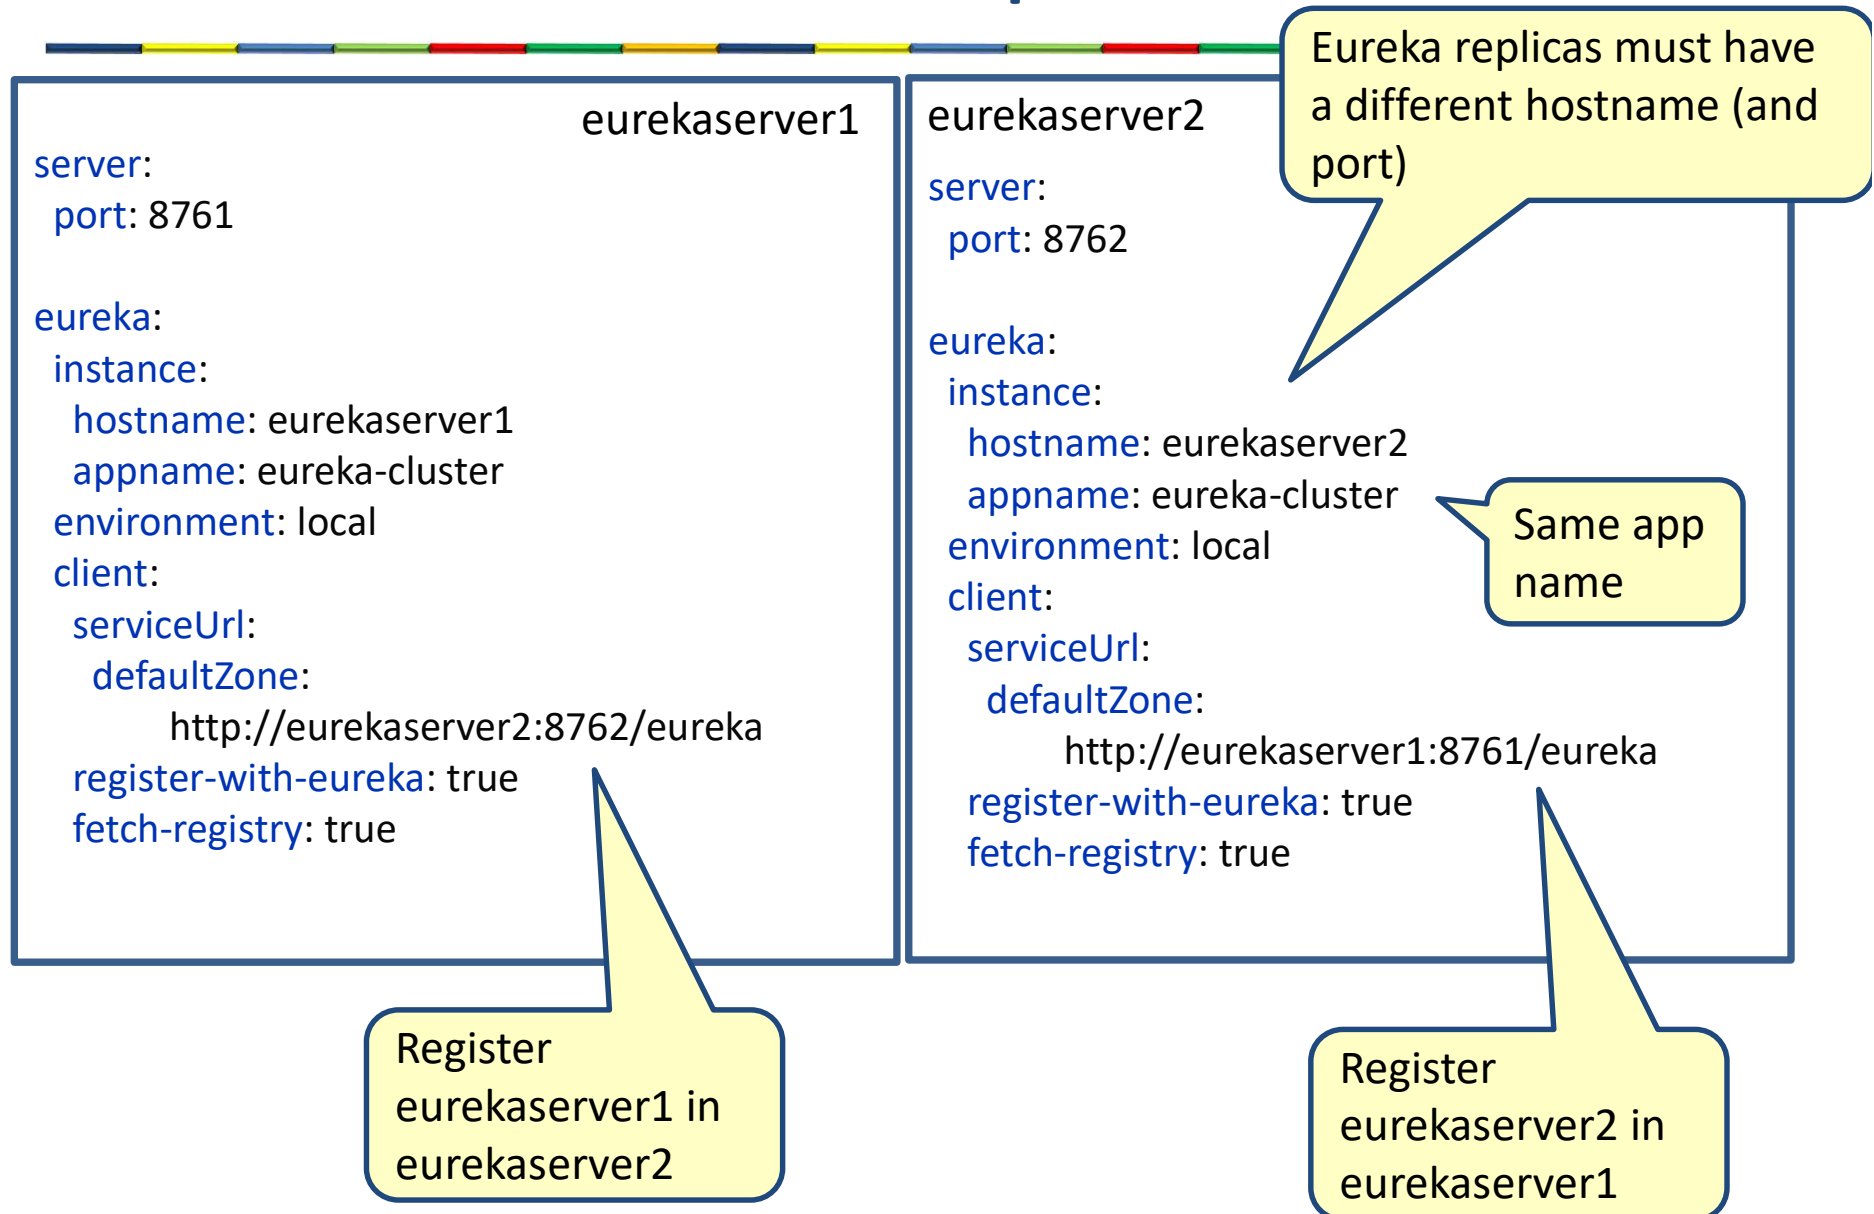 eurekaserver1
server:
port: 8761
eureka:
instance:
hostname: eurekaserver1
appname: eureka-cluster
environment: local
client:
serviceUrl:
defaultZone:
http://eurekaserver2:8762/eureka
register-with-eureka: true
fetch-registry: true
Register
eurekaserver1 in
eurekaserver2
eurekaserver2
server:
port: 8762
eureka:
instance:
hostname: eurekaserver2
appname: eureka-cluster
environment: local
client:
serviceUrl:
defaultZone:
http://eurekaserver1:8761/eureka
register-with-eureka: true
fetch-registry: true
Eureka replicas must have
a different hostname (and
port)
Same app
name
Register
eurekaserver2 in
eurekaserver1